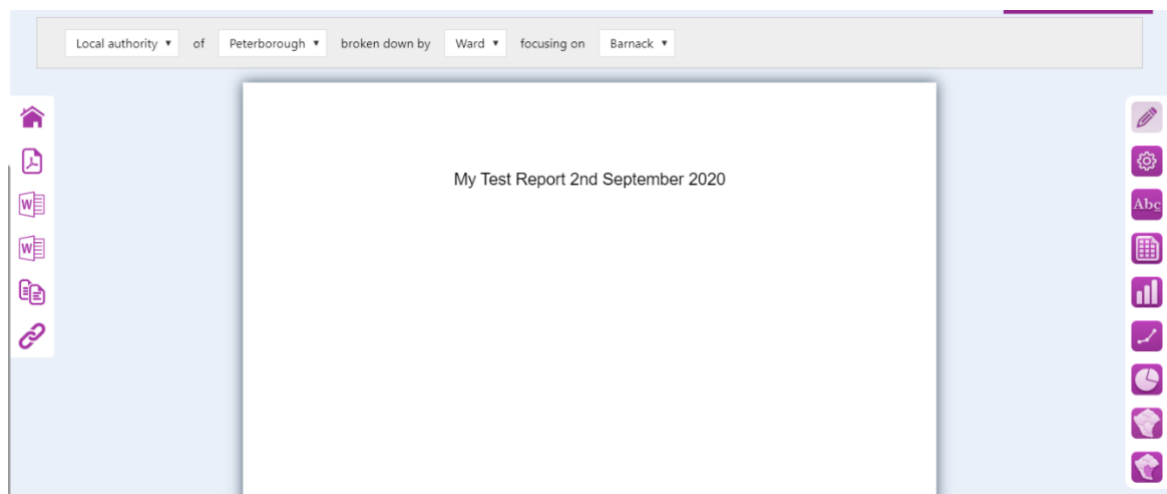 Local authority ▼ of Peterborough ▼ broken down by Ward ▼ focusing on Barnack ▼
My Test Report 2nd September 2020
W
Abc
W